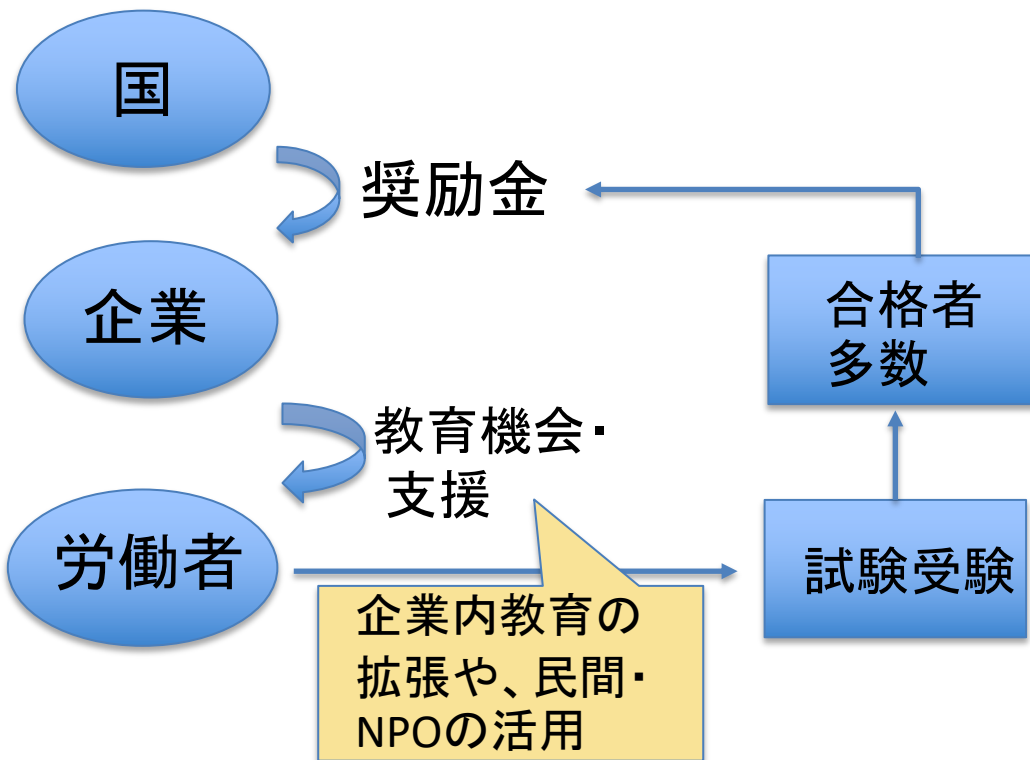 国
奨励金
企業
合格者
多数
教育機会・
支援
労働者
試験受験
企業内教育の
拡張や、民間・
NPOの活用